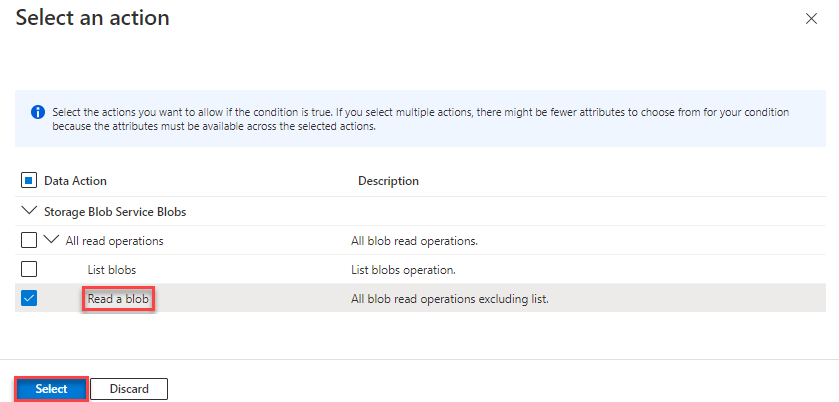 Select an action
Select the actions you want to allow if the condition is true. If you select multiple actions, there might be fewer attributes to choose from for your condition
because the attributes must be available across the selected actions.
Data Action Description
Storage Blob Service Blobs
All read operations All blob read operations.
List blobs List blobs operation.
Read a blob All blob read operations excluding list.
Select Discard